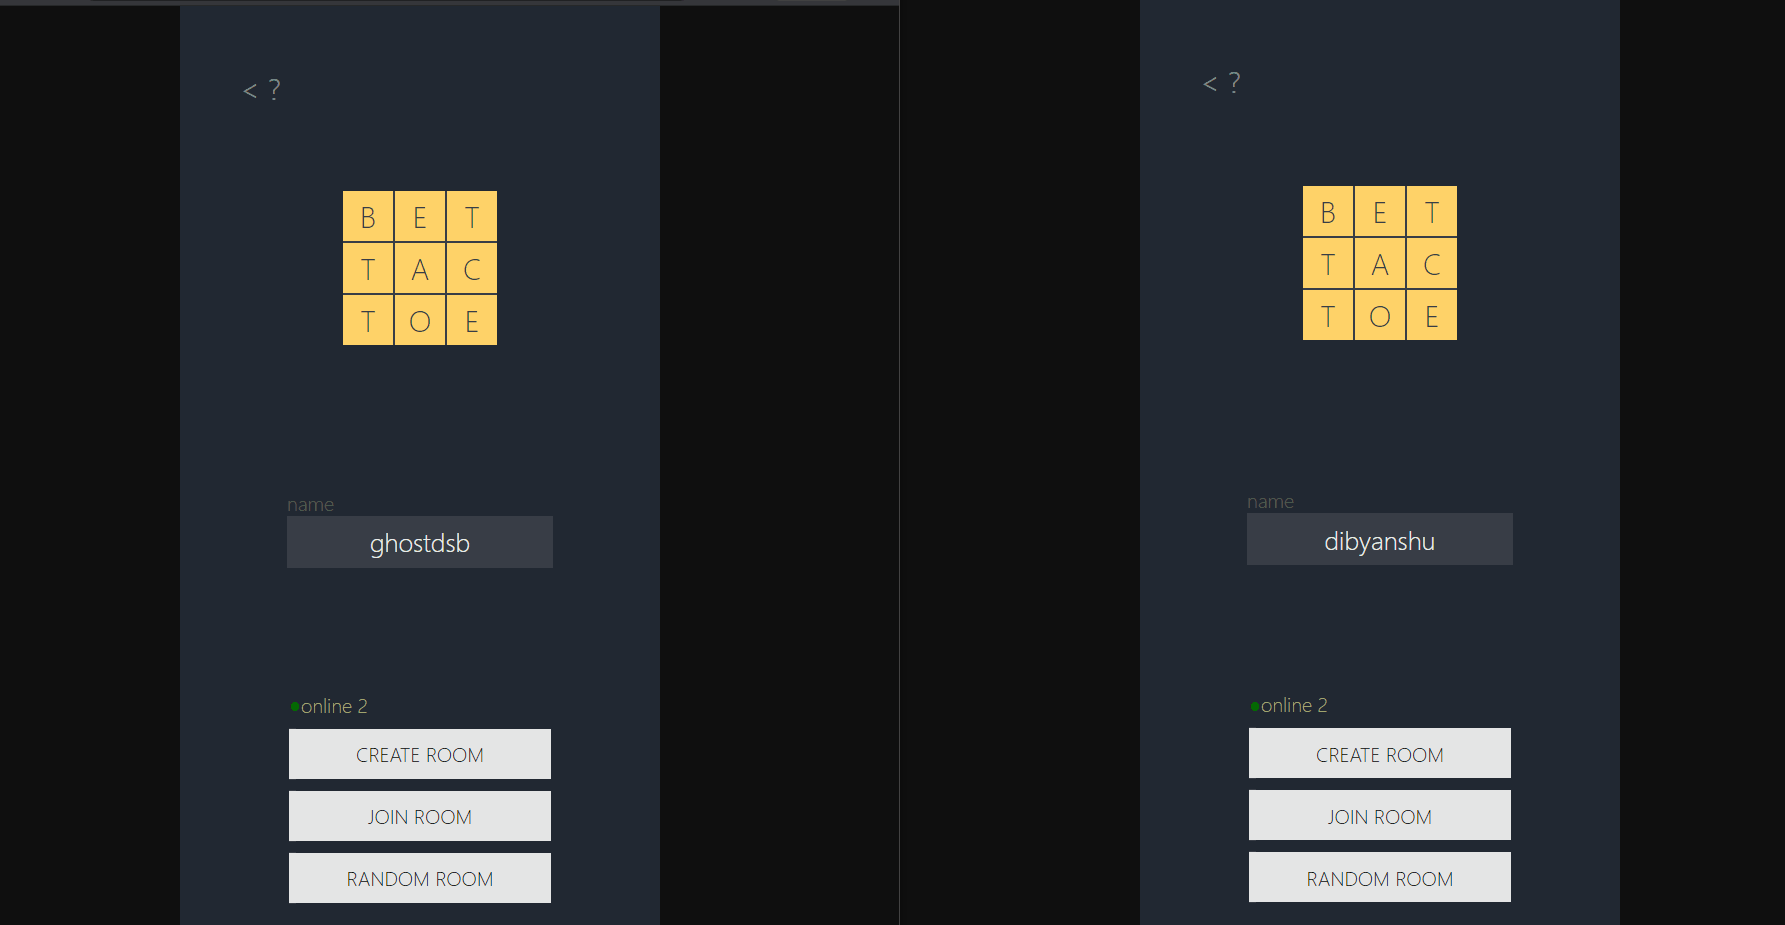 < ?
B E T
T A C
T O E
name
ghostdsb
online 2
CREATE ROOM
JOIN ROOM
RANDOM ROOM
< ?
B E T
T A C
T O E
name
dibyanshu
online 2
CREATE ROOM
JOIN ROOM
RANDOM ROOM